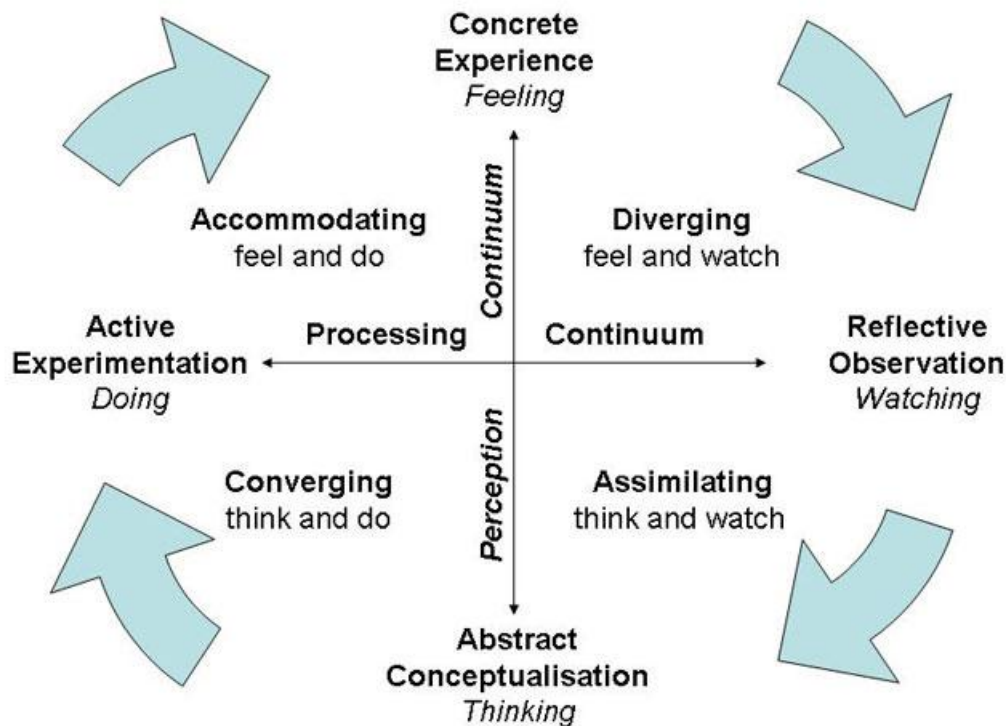 Concrete
Experience
Feeling
Continuum
Accommodating
feel and do
Diverging
feel and watch
Active
Experimentation
Doing
Processing
Continuum
Reflective
Observation
Watching
Perception
Converging
think and do
Assimilating
think and watch
Abstract
Conceptualisation
Thinking